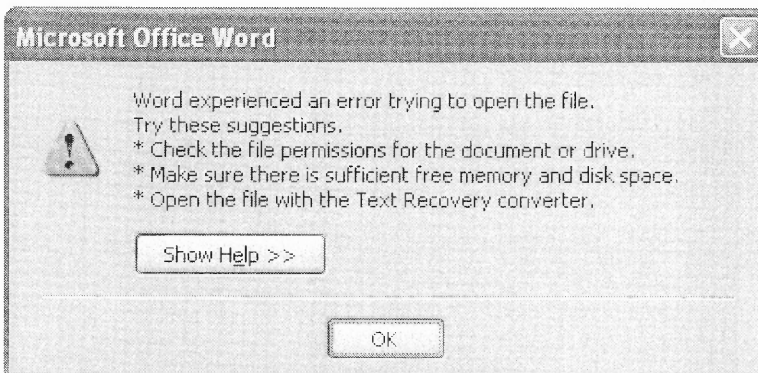 Microsoft Office Word
Word experienced an error trying to open the file.
Try these suggestions.
* Check the file permissions for the document or drive.
* Make sure there is sufficient free memory and disk space.
* Open the file with the Text Recovery converter.
Show Help >>
OK